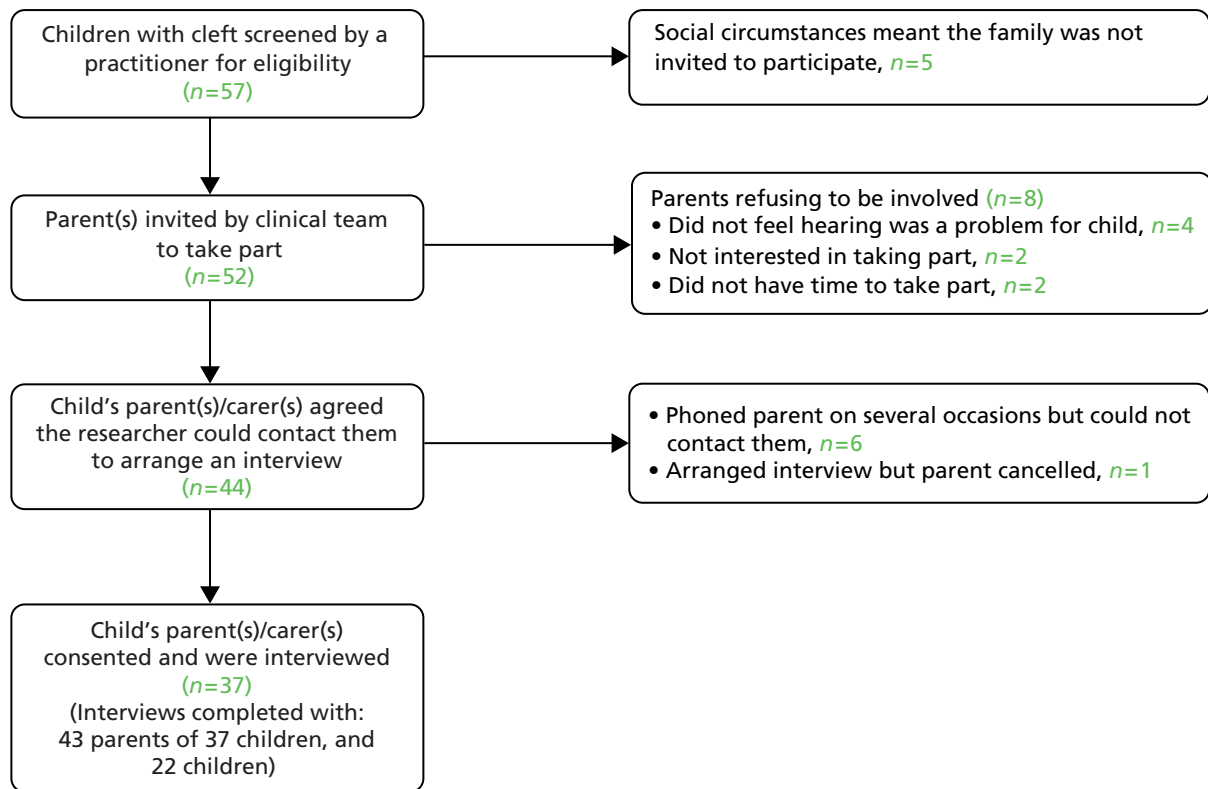 Children with cleft screened by a
practitioner for eligibility
(n=57)
Social circumstances meant the family was not
invited to participate, n=5
Parent(s) invited by clinical team
to take part
(n=52)
Parents refusing to be involved (n=8)
• Did not feel hearing was a problem for child, n=4
• Not interested in taking part, n=2
• Did not have time to take part, n=2
Child's parent(s)/carer(s) agreed
the researcher could contact them
to arrange an interview
(n=44)
• Phoned parent on several occasions but could not
contact them, n=6
• Arranged interview but parent cancelled, n=1
Child's parent(s)/carer(s)
consented and were interviewed
(n=37)
(Interviews completed with:
43 parents of 37 children, and
22 children)